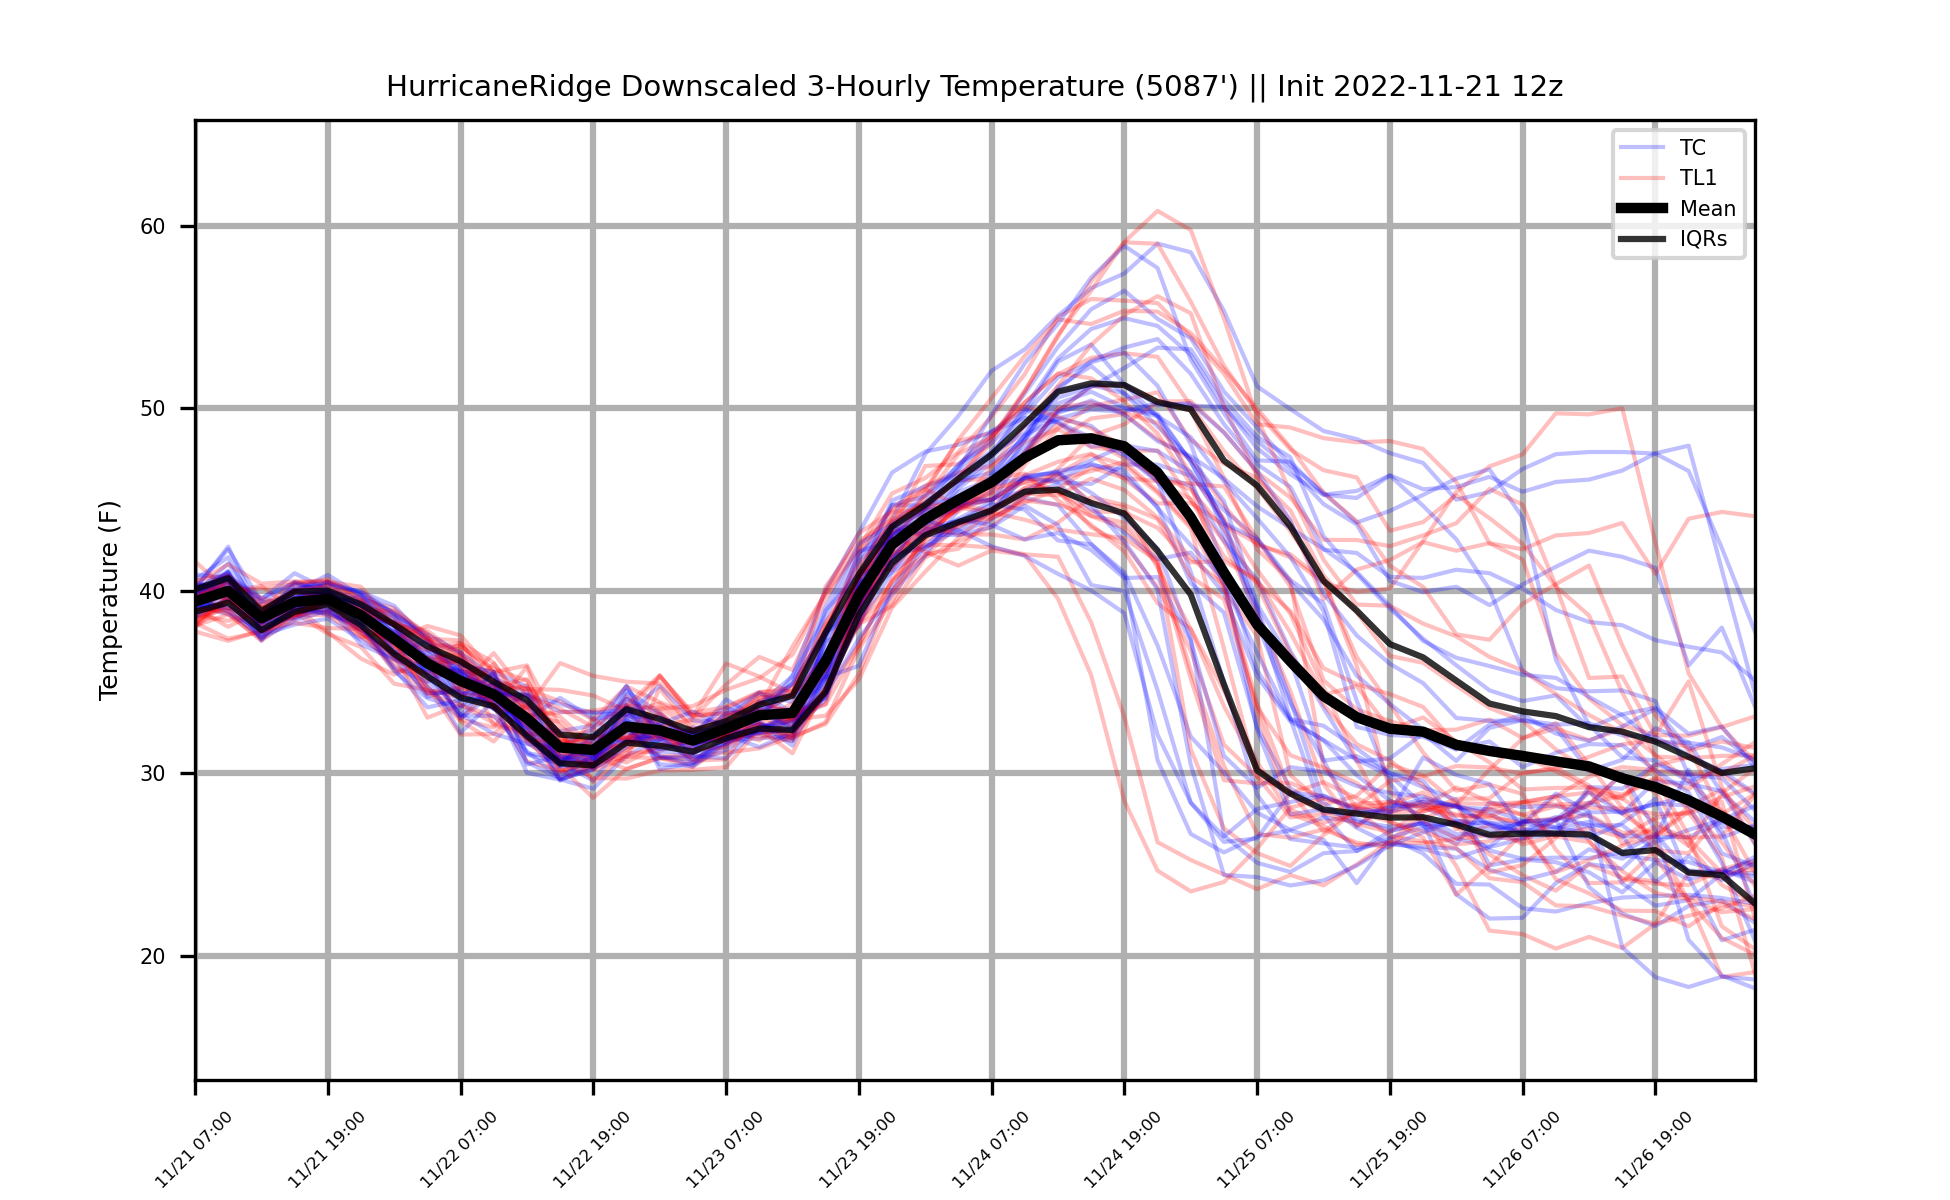 HurricaneRidge Downscaled 3-Hourly Temperature (5087') || Init 2022-11-21 12z
TC
TL1
Mean
IQRs
Temperature (F)
60
50
40
30
20
11/21 07:00
11/21 19:00
11/22 07:00
11/22 19:00
11/23 07:00
11/23 19:00
11/24 07:00
11/24 19:00
11/25 07:00
11/25 19:00
11/26 07:00
11/26 19:00